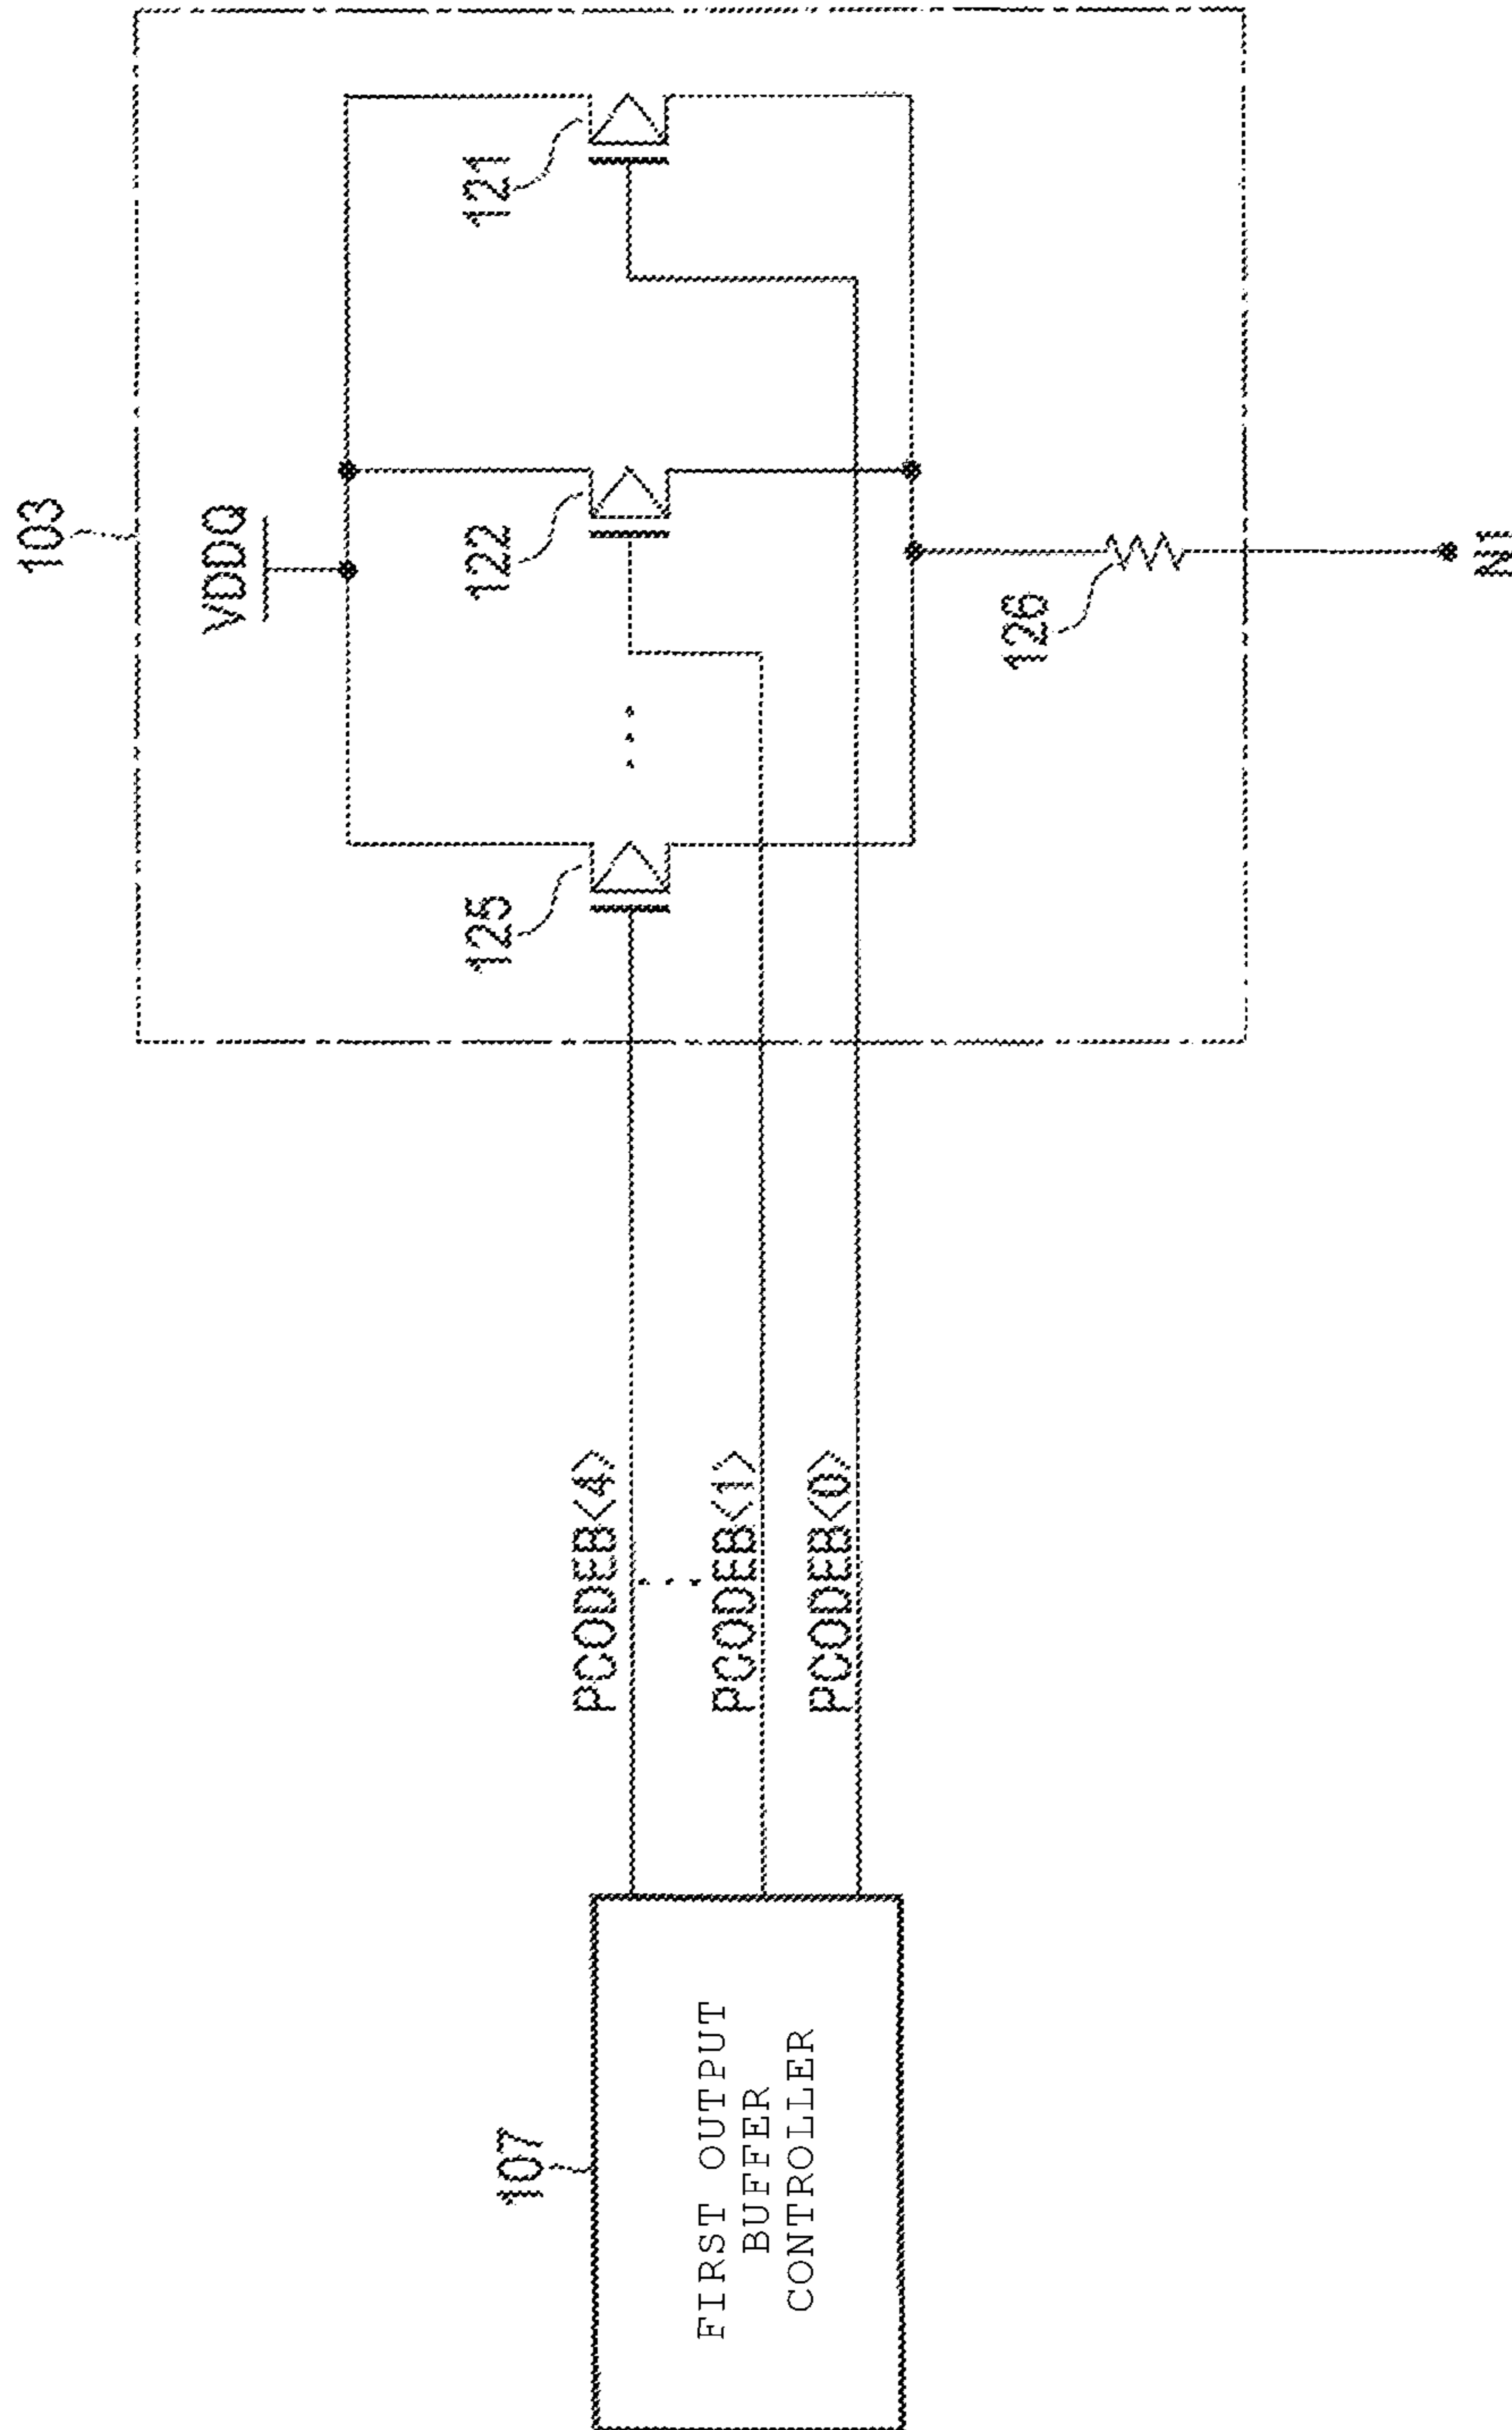 103
VDDQ
125
122
121
126
N1
PCODEB<4>
PCODEB<1>
PCODEB<0>
107
FIRST OUTPUT
BUFFER
CONTROLLER